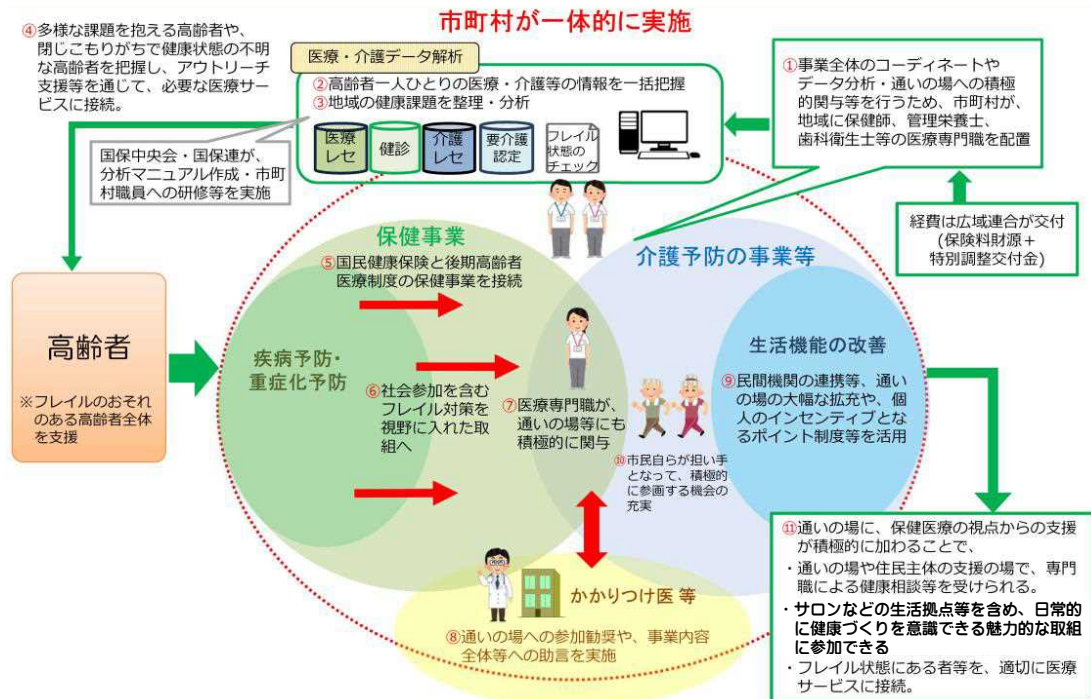 市町村が一体的に実施
④多様な課題を抱える高齢者や、
閉じこもりがちで健康状態の不明
な高齢者を把握し、アウトリーチ
支援等を通じて、必要な医療サー
ビスに接続。
医療・介護データ解析
②高齢者一人ひとりの医療・介護等の情報を一括把握
③地域の健康課題を整理・分析
医療
レセ
健診
介護
レセ
要介護
認定
フレイル
状態の
チェック
①事業全体のコーディネートや
データ分析・通いの場への積極
的関与等を行うため、市町村が、
地域に保健師、管理栄養士、
歯科衛生士等の医療専門職を配置
国保中央会・国保連が、
分析マニュアル作成・市町
村職員への研修等を実施
経費は広域連合が交付
(保険料財源+
特別調整交付金)
高齢者
※フレイルのおそれ
のある高齢者全体
を支援
保健事業
⑤国民健康保険と後期高齢者
医療制度の保健事業を接続
疾病予防・
重症化予防
⑥社会参加を含む
フレイル対策を
視野に入れた取
組へ
⑦医療専門職が、
通いの場等にも
積極的に関与
介護予防の事業等
生活機能の改善
⑨民間機関の連携等、通い
の場の大幅な拡充や、個
人のインセンティブとな
るポイント制度等を活用
⑩市民自らが担い手
となって、積極的
に参画する機会の
充実
かかりつけ医 等
⑧通いの場への参加勧奨や、事業内容
全体等への助言を実施
⑪通いの場に、保健医療の視点からの支援
が積極的に加わることで、
・通いの場や住民主体の支援の場で、専門
職による健康相談等を受けられる。
・サロンなどの生活拠点等を含め、日常的
に健康づくりを意識できる魅力的な取組
に参加できる
・フレイル状態にある者等を、適切に医療
サービスに接続。